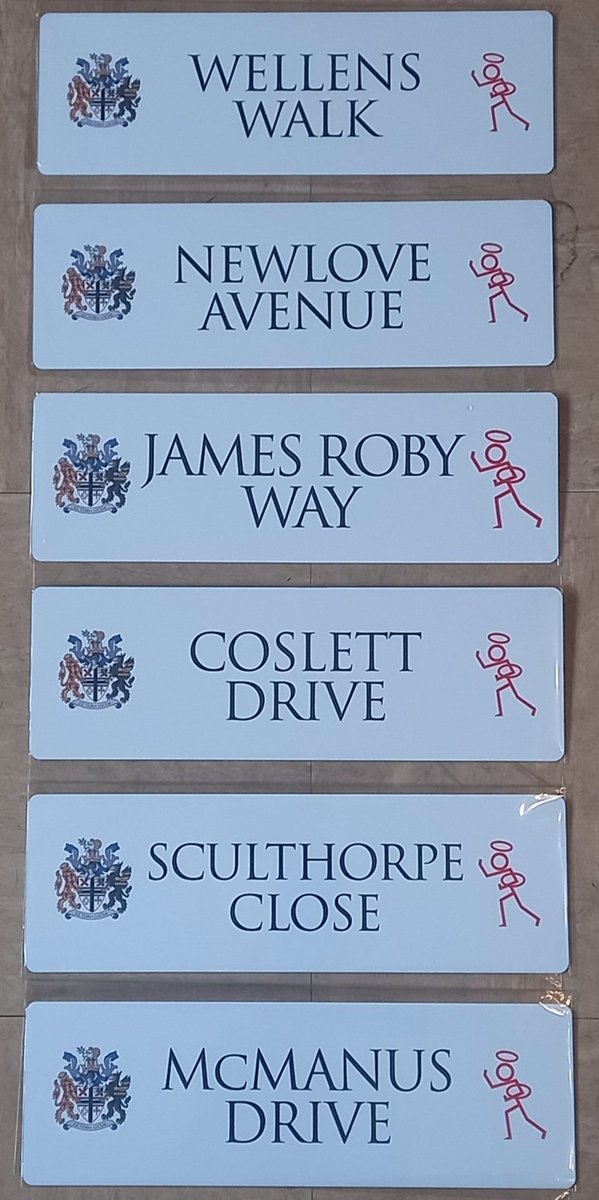 WELLENS
WALK
NEWLOVE
AVENUE
JAMES ROBY
WAY
COSLETT
DRIVE
SCULTHORPE
CLOSE
McMANUS
DRIVE